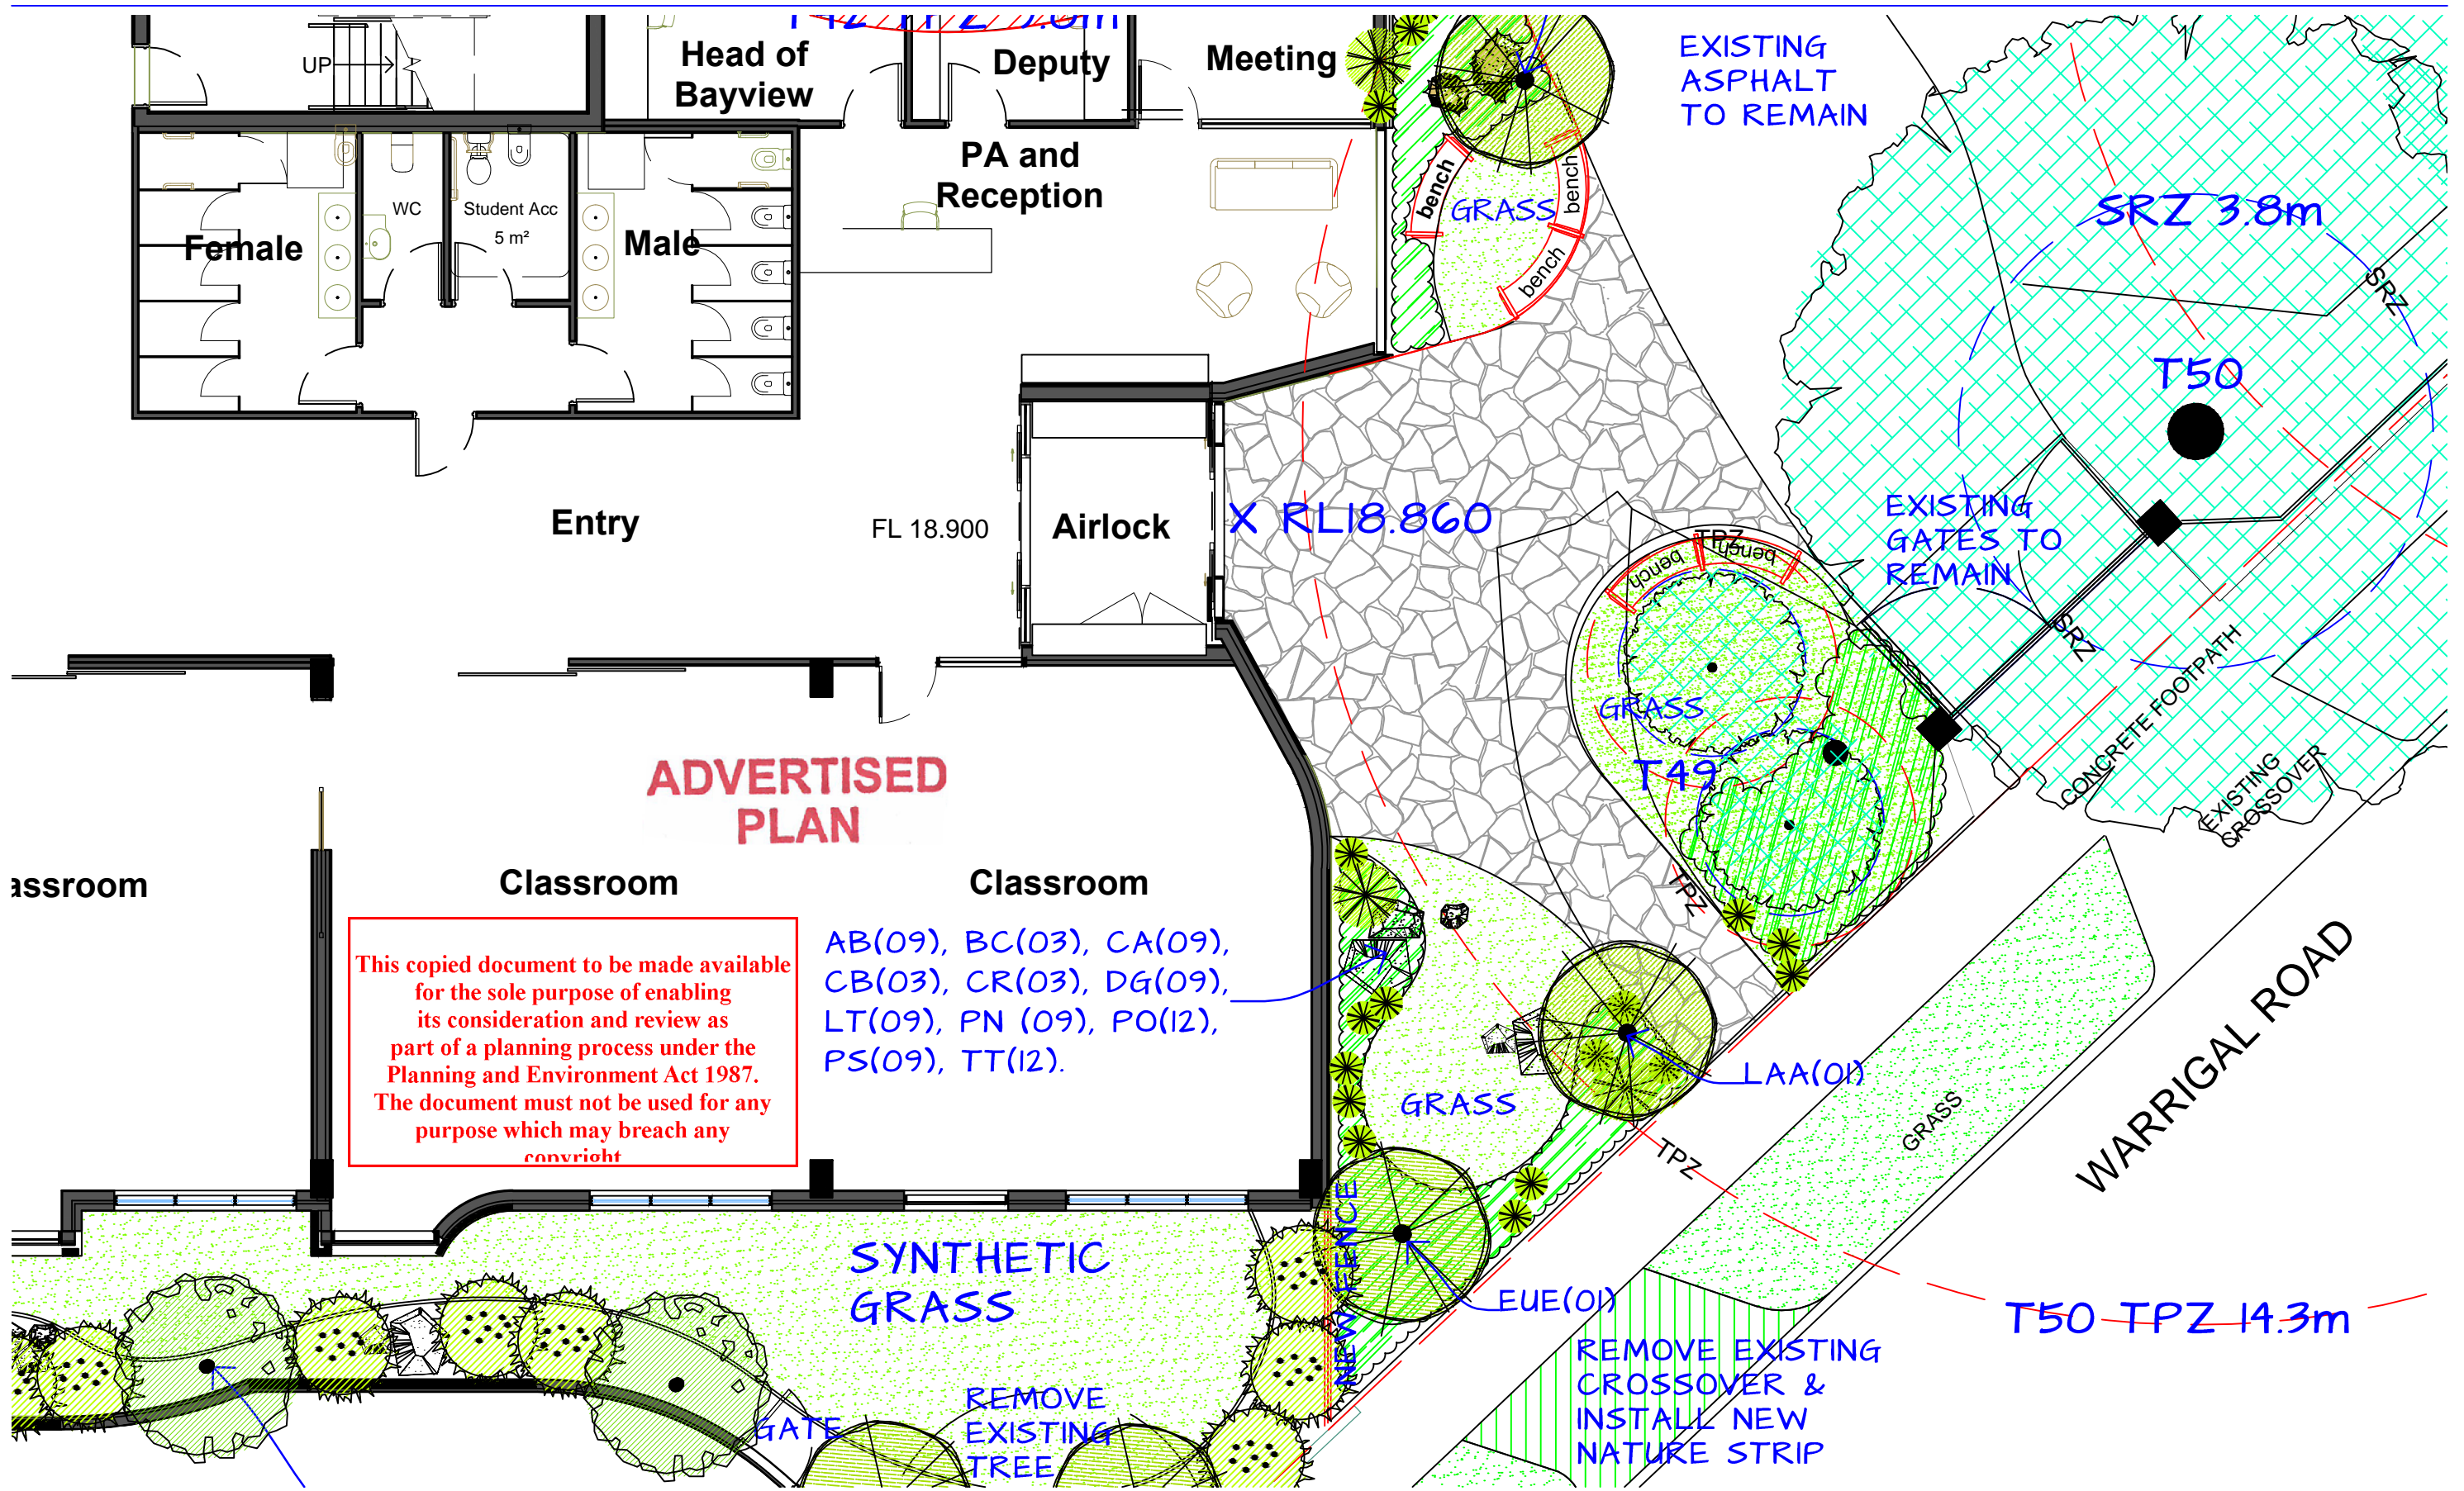 T42 TPZ 9.6m
UP
Head of
Bayview
Deputy
Meeting
EXISTING
ASPHALT
TO REMAIN
PA and
Reception
WC
Student Acc
5 m²
Female
Male
bench
bench
bench
GRASS
SRZ 3.8m
SRZ
T50
Entry
FL 18.900
Airlock
X RL18.860
EXISTING
GATES TO
REMAIN
TPZ
bench
bench
SRZ
GRASS
T49
CONCRETE FOOTPATH
EXISTING
CROSSOVER
ADVERTISED
PLAN
assroom
Classroom
Classroom
TPZ
This copied document to be made available
for the sole purpose of enabling
its consideration and review as
part of a planning process under the
Planning and Environment Act 1987.
The document must not be used for any
purpose which may breach any
copyright
AB(09), BC(03), CA(09),
CB(03), CR(03), DG(09),
LT(09), PN (09), PO(12),
PS(09), TT(12).
WARRIGAL ROAD
LAA(01)
GRASS
GRASS
TPZ
NEW FENCE
SYNTHETIC
GRASS
EUE(01)
T50 TPZ 14.3m
REMOVE EXISTING
CROSSOVER &
INSTALL NEW
NATURE STRIP
GATE
REMOVE
EXISTING
TREE